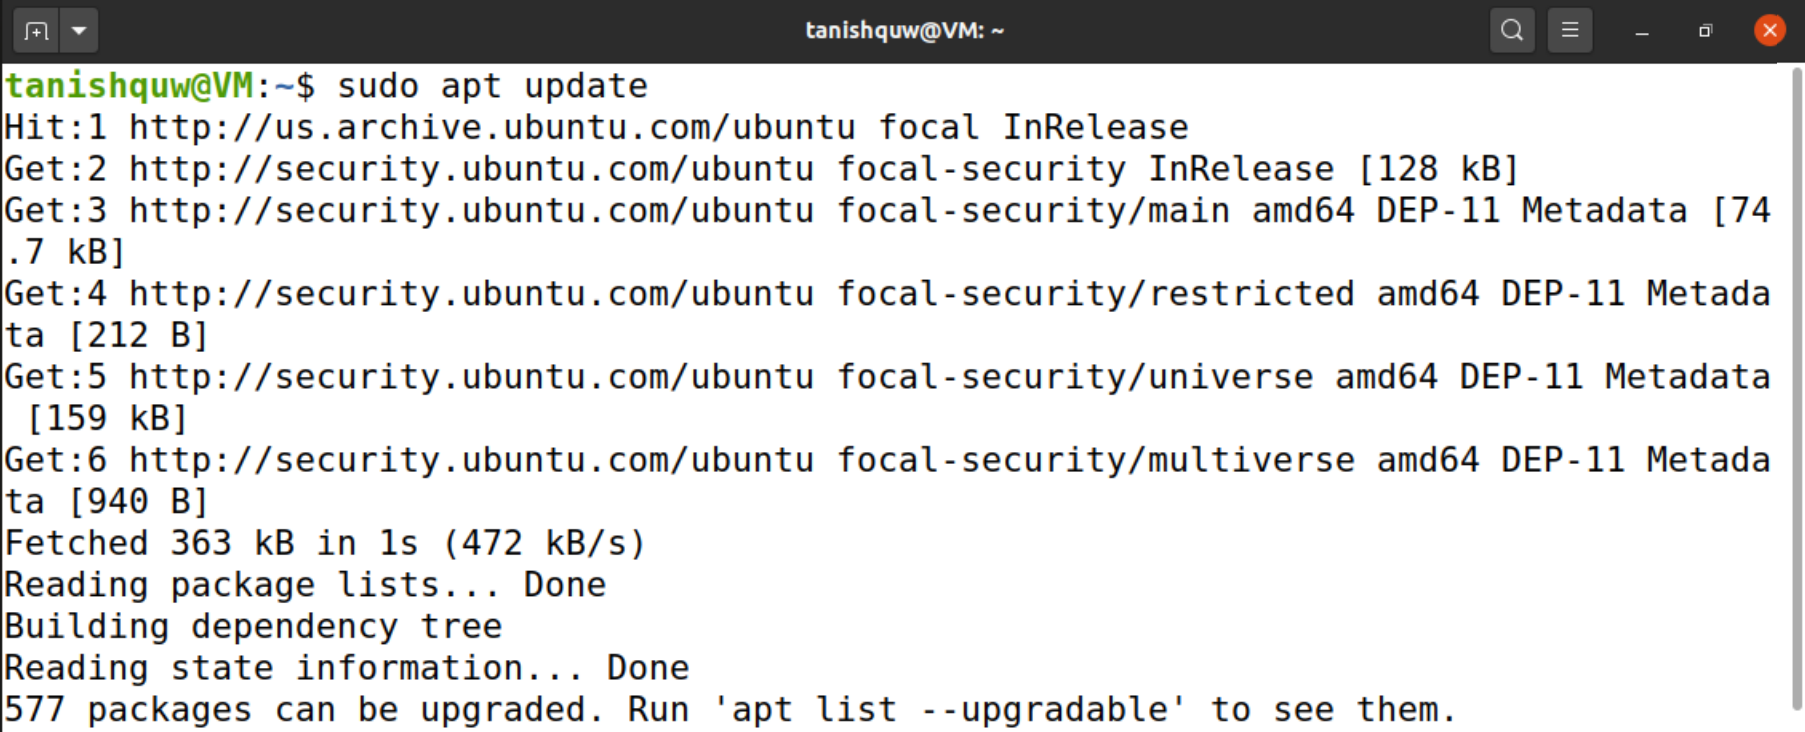 tanishquw@VM: ~
tanishquw@VM:~$ sudo apt update
Hit:1 http://us.archive.ubuntu.com/ubuntu focal InRelease
Get:2 http://security.ubuntu.com/ubuntu focal-security InRelease [128 kB]
Get:3 http://security.ubuntu.com/ubuntu focal-security/main amd64 DEP-11 Metadata [74
.7 kB]
Get:4 http://security.ubuntu.com/ubuntu focal-security/restricted amd64 DEP-11 Metada
ta [212 B]
Get:5 http://security.ubuntu.com/ubuntu focal-security/universe amd64 DEP-11 Metadata
 [159 kB]
Get:6 http://security.ubuntu.com/ubuntu focal-security/multiverse amd64 DEP-11 Metada
ta [940 B]
Fetched 363 kB in 1s (472 kB/s)
Reading package lists... Done
Building dependency tree
Reading state information... Done
577 packages can be upgraded. Run 'apt list --upgradable' to see them.